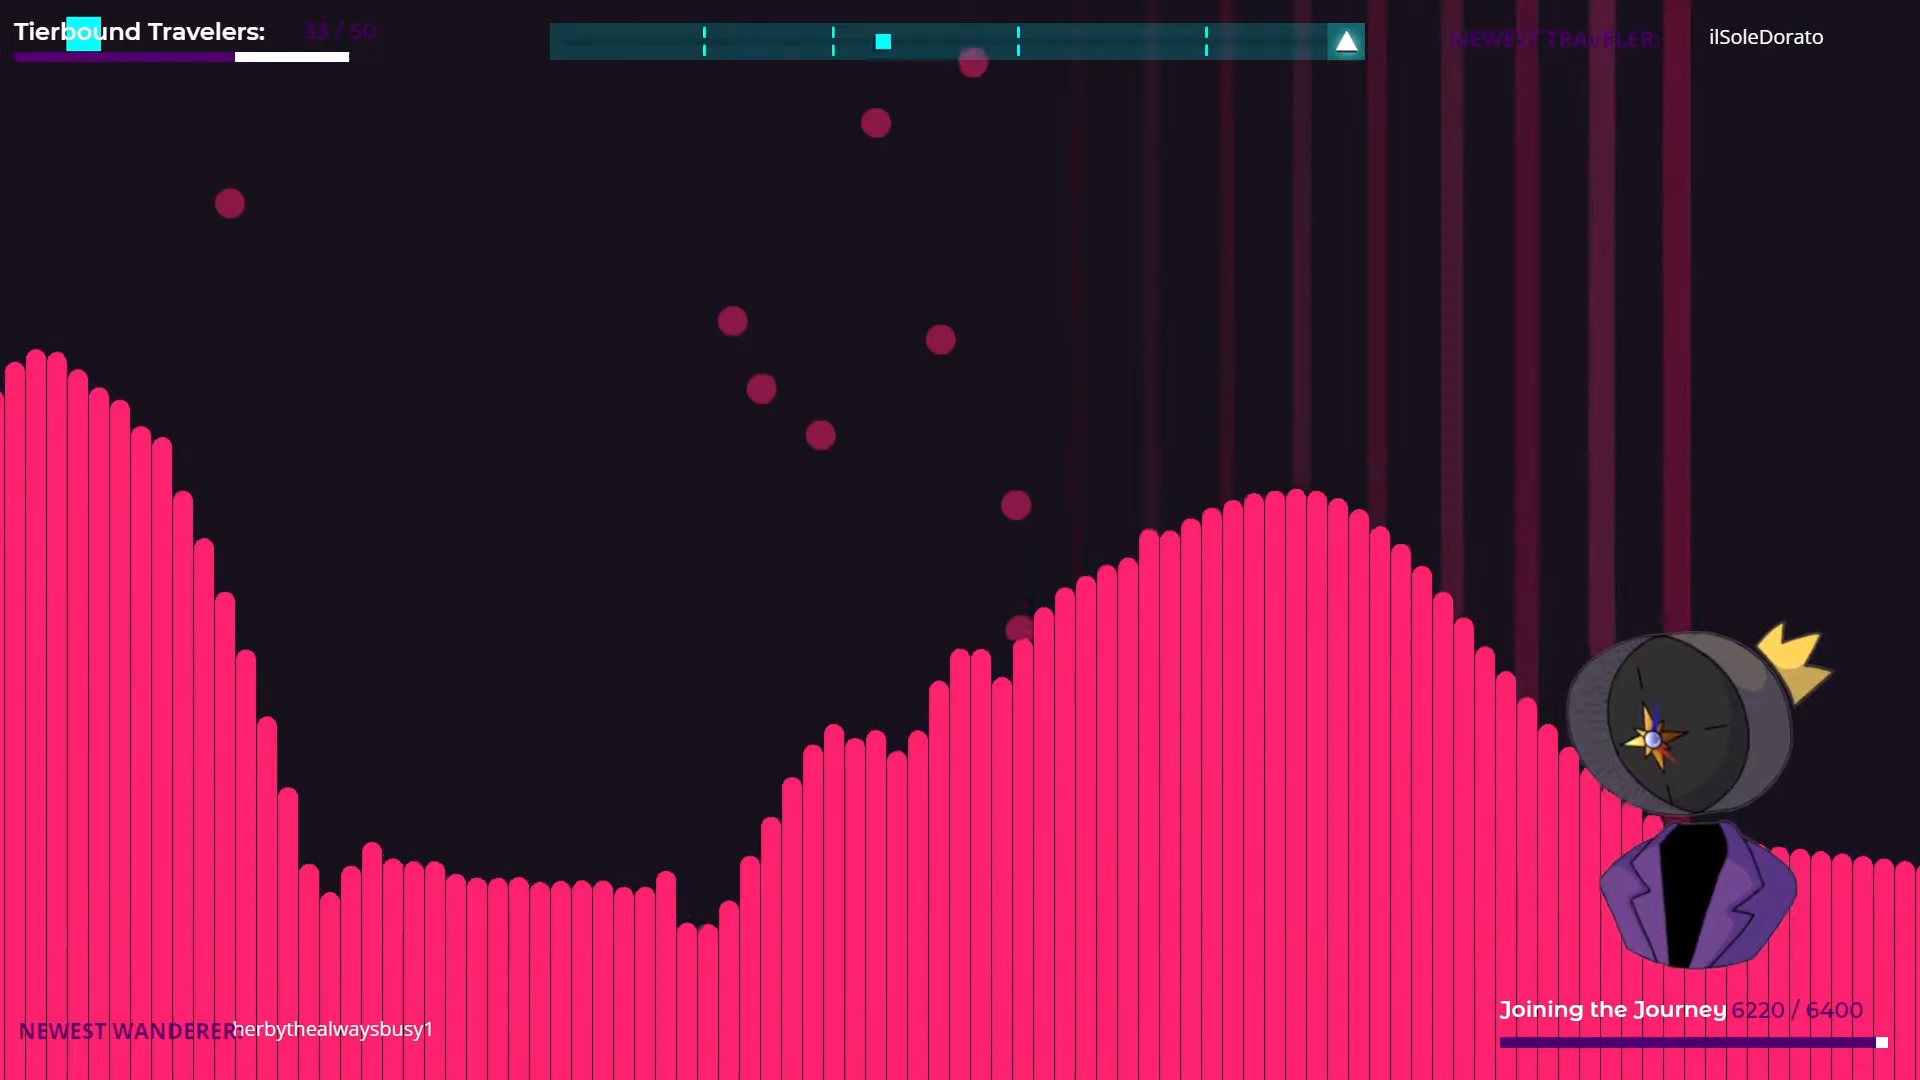 Tierbound Travelers: 33 / 50
NEWEST TRAVELER: ilSoleDorato
NEWEST WANDERER: herbythealwaysbusy1
Joining the Journey 6220 / 6400